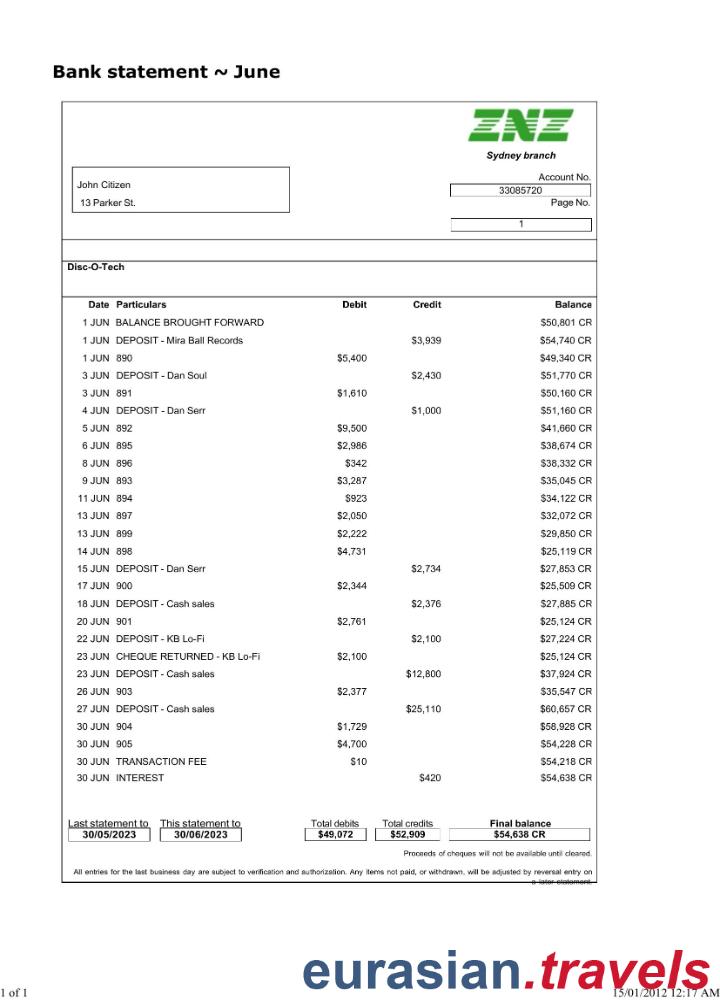 Bank statement ~ June
ZNZ
Sydney branch
Account No.
John Citizen
33085720
13 Parker St.
Page No.
1
Disc-O-Tech
Date Particulars Debit Credit Balance
1 JUN BALANCE BROUGHT FORWARD $50,801 CR
1 JUN DEPOSIT - Mira Ball Records $3,939 $54,740 CR
1 JUN 890 $5,400 $49,340 CR
3 JUN DEPOSIT - Dan Soul $2,430 $51,770 CR
3 JUN 891 $1,610 $50,160 CR
4 JUN DEPOSIT - Dan Serr $1,000 $51,160 CR
5 JUN 892 $9,500 $41,660 CR
6 JUN 895 $2,986 $38,674 CR
8 JUN 896 $342 $38,332 CR
9 JUN 893 $3,287 $35,045 CR
11 JUN 894 $923 $34,122 CR
13 JUN 897 $2,050 $32,072 CR
13 JUN 899 $2,222 $29,850 CR
14 JUN 898 $4,731 $25,119 CR
15 JUN DEPOSIT - Dan Serr $2,734 $27,853 CR
17 JUN 900 $2,344 $25,509 CR
18 JUN DEPOSIT - Cash sales $2,376 $27,885 CR
20 JUN 901 $2,761 $25,124 CR
22 JUN DEPOSIT - KB Lo-Fi $2,100 $27,224 CR
23 JUN CHEQUE RETURNED - KB Lo-Fi $2,100 $25,124 CR
23 JUN DEPOSIT - Cash sales $12,800 $37,924 CR
26 JUN 903 $2,377 $35,547 CR
27 JUN DEPOSIT - Cash sales $25,110 $60,657 CR
30 JUN 904 $1,729 $58,928 CR
30 JUN 905 $4,700 $54,228 CR
30 JUN TRANSACTION FEE $10 $54,218 CR
30 JUN INTEREST $420 $54,638 CR
Last statement to This statement to Total debits Total credits Final balance
30/05/2023 30/06/2023 $49,072 $52,909 $54,638 CR
Proceeds of cheques will not be available until cleared.
All entries for the last business day are subject to verification and authorization. Any items not paid, or withdrawn, will be adjusted by reversal entry on
a later statement.
eurasian.travels
1 of 1 15/01/2012 12:17 AM